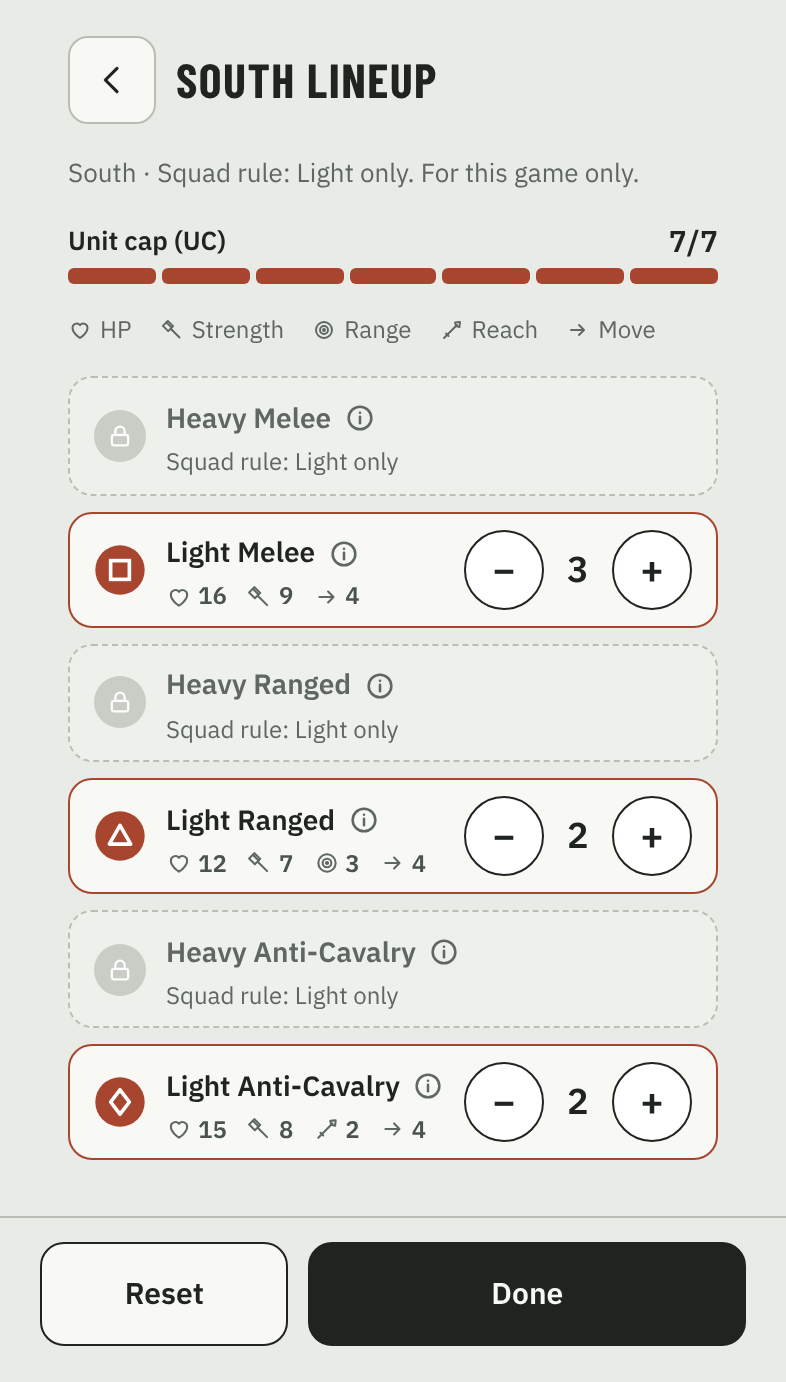 SOUTH LINEUP
South · Squad rule: Light only. For this game only.
Unit cap (UC) 7/7
HP Strength Range Reach Move
Heavy Melee
Squad rule: Light only
Light Melee
16 9 4
− 3 +
Heavy Ranged
Squad rule: Light only
Light Ranged
12 7 3 4
− 2 +
Heavy Anti-Cavalry
Squad rule: Light only
Light Anti-Cavalry
15 8 2 4
− 2 +
Reset Done